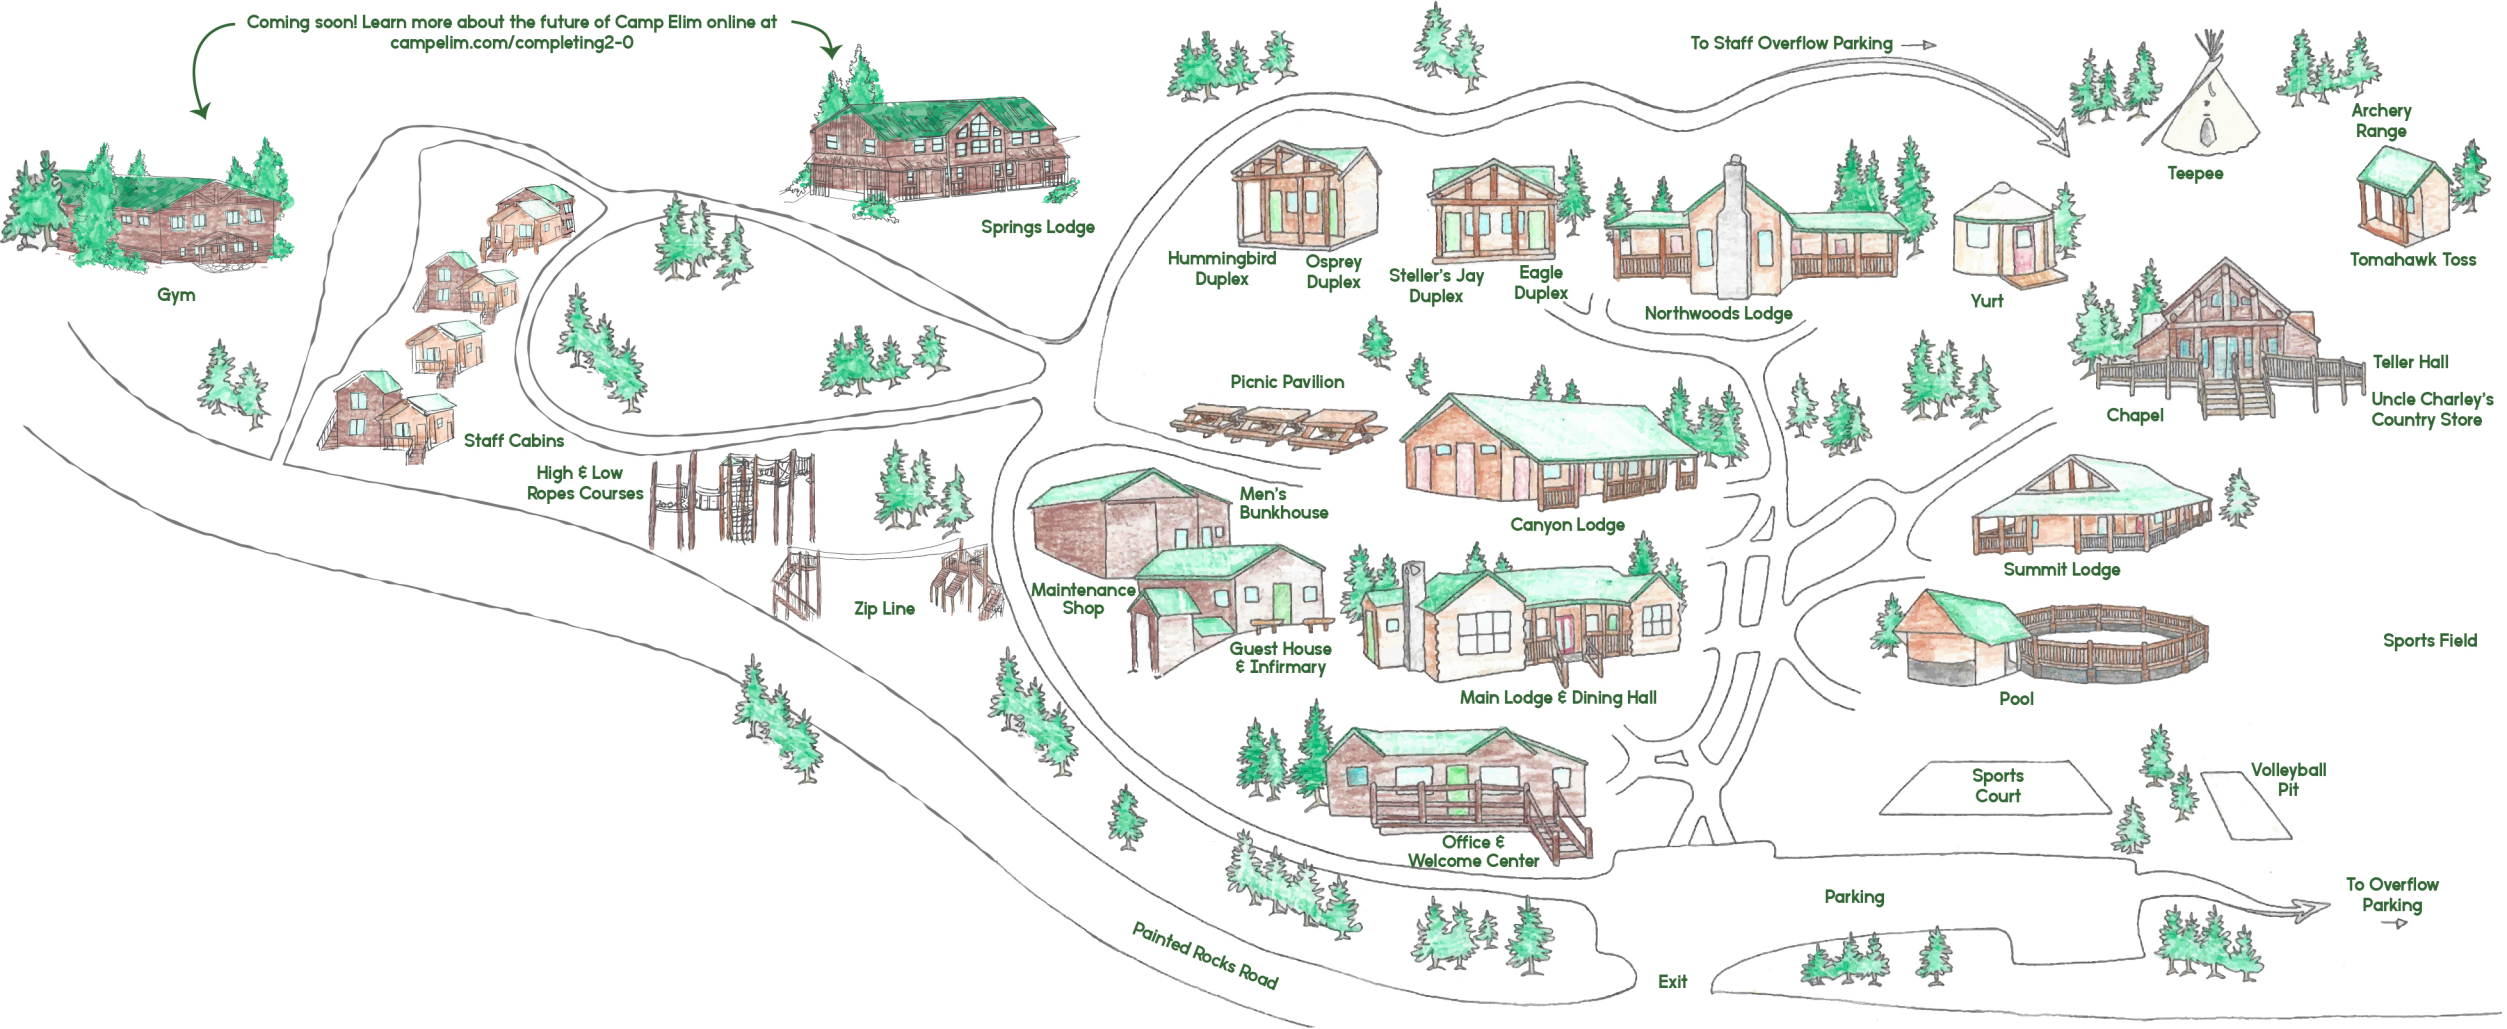 Coming soon! Learn more about the future of Camp Elim online at
campelim.com/completing2-0
To Staff Overflow Parking
Archery
Range
Teepee
Springs Lodge
Hummingbird
Duplex
Osprey
Duplex
Steller's Jay
Duplex
Eagle
Duplex
Northwoods Lodge
Yurt
Tomahawk Toss
Gym
Picnic Pavilion
Chapel
Teller Hall
Uncle Charley's
Country Store
Staff Cabins
High & Low
Ropes Courses
Men's
Bunkhouse
Canyon Lodge
Summit Lodge
Zip Line
Maintenance
Shop
Guest House
& Infirmary
Main Lodge & Dining Hall
Pool
Sports Field
Sports
Court
Volleyball
Pit
Office &
Welcome Center
Parking
To Overflow
Parking
Painted Rocks Road
Exit